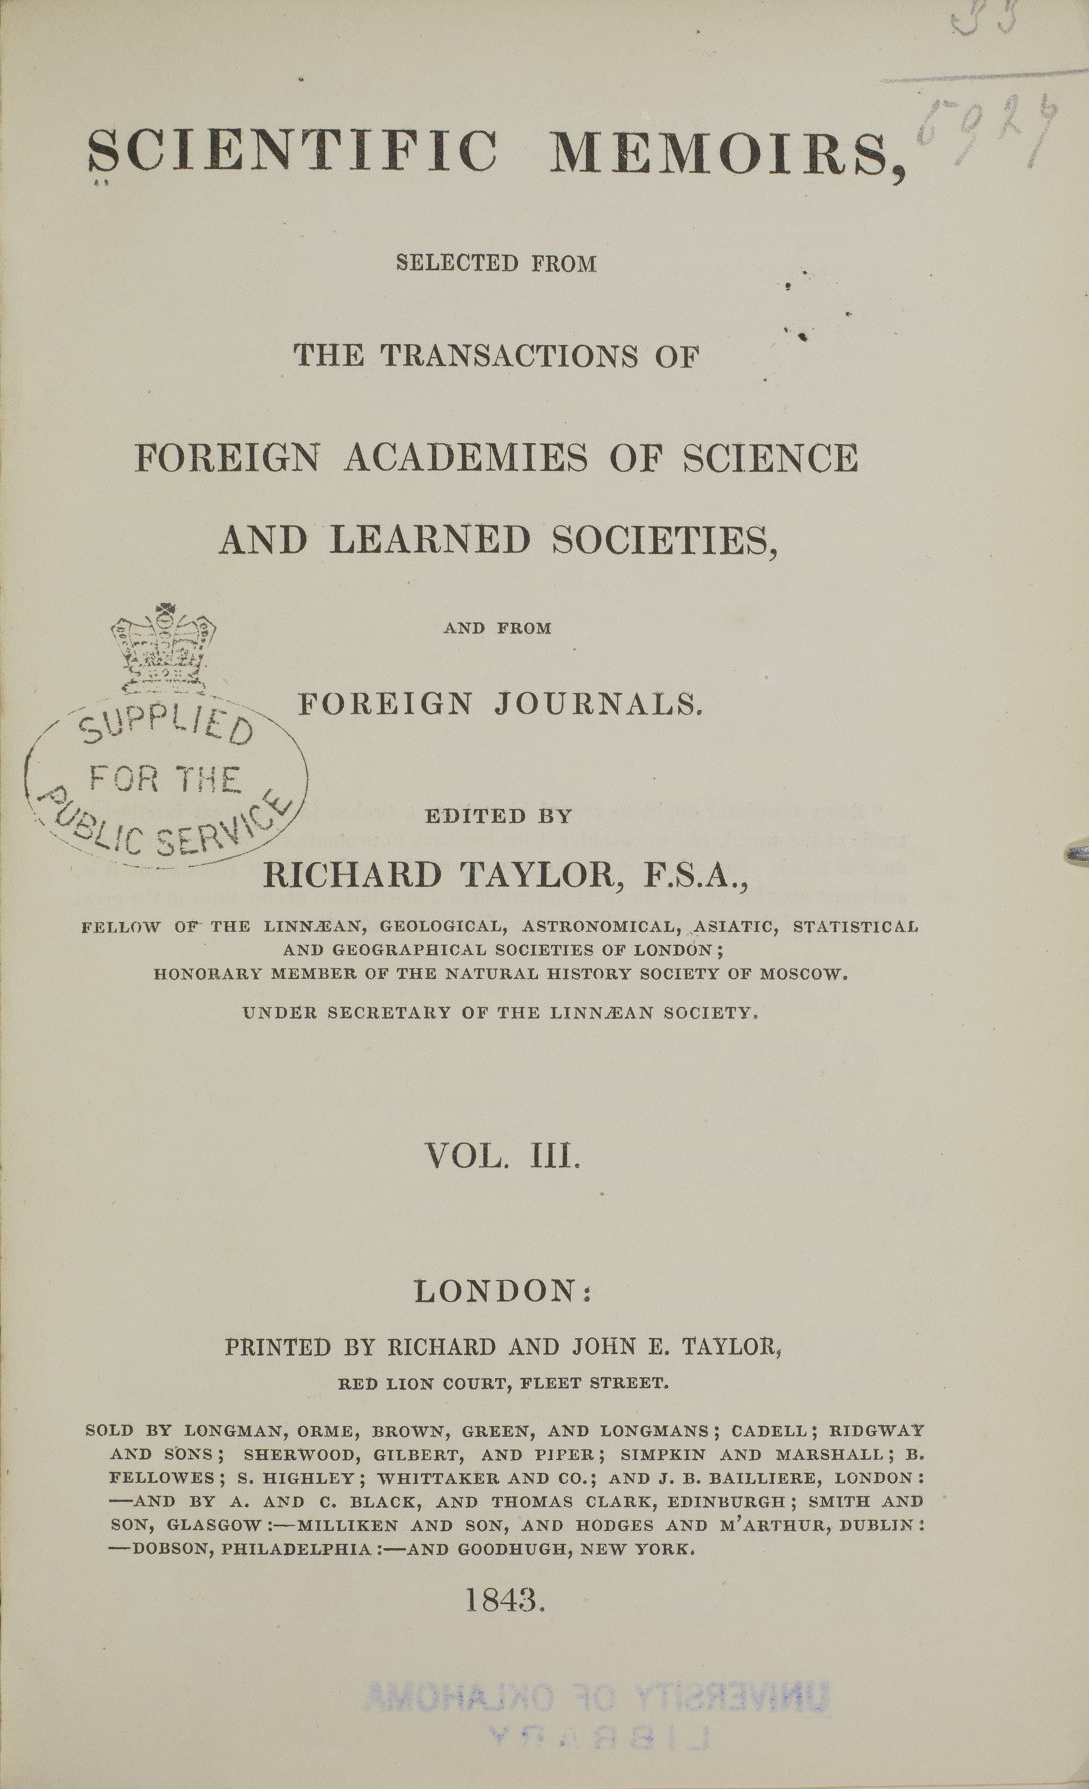 SCIENTIFIC MEMOIRS,
SELECTED FROM
THE TRANSACTIONS OF
FOREIGN ACADEMIES OF SCIENCE
AND LEARNED SOCIETIES,
AND FROM
FOREIGN JOURNALS.
SUPPLIED
FOR THE
PUBLIC SERVICE
EDITED BY
RICHARD TAYLOR, F.S.A.,
FELLOW OF THE LINNÆAN, GEOLOGICAL, ASTRONOMICAL, ASIATIC, STATISTICAL
AND GEOGRAPHICAL SOCIETIES OF LONDON;
HONORARY MEMBER OF THE NATURAL HISTORY SOCIETY OF MOSCOW.
UNDER SECRETARY OF THE LINNÆAN SOCIETY.
VOL. III.
LONDON:
PRINTED BY RICHARD AND JOHN E. TAYLOR,
RED LION COURT, FLEET STREET.
SOLD BY LONGMAN, ORME, BROWN, GREEN, AND LONGMANS; CADELL; RIDGWAY
AND SONS; SHERWOOD, GILBERT, AND PIPER; SIMPKIN AND MARSHALL; B.
FELLOWES; S. HIGHLEY; WHITTAKER AND CO.; AND J. B. BAILLIERE, LONDON:
—AND BY A. AND C. BLACK, AND THOMAS CLARK, EDINBURGH; SMITH AND
SON, GLASGOW:—MILLIKEN AND SON, AND HODGES AND M'ARTHUR, DUBLIN:
—DOBSON, PHILADELPHIA:—AND GOODHUGH, NEW YORK.
1843.
UNIVERSITY OF OKLAHOMA
LIBRARY